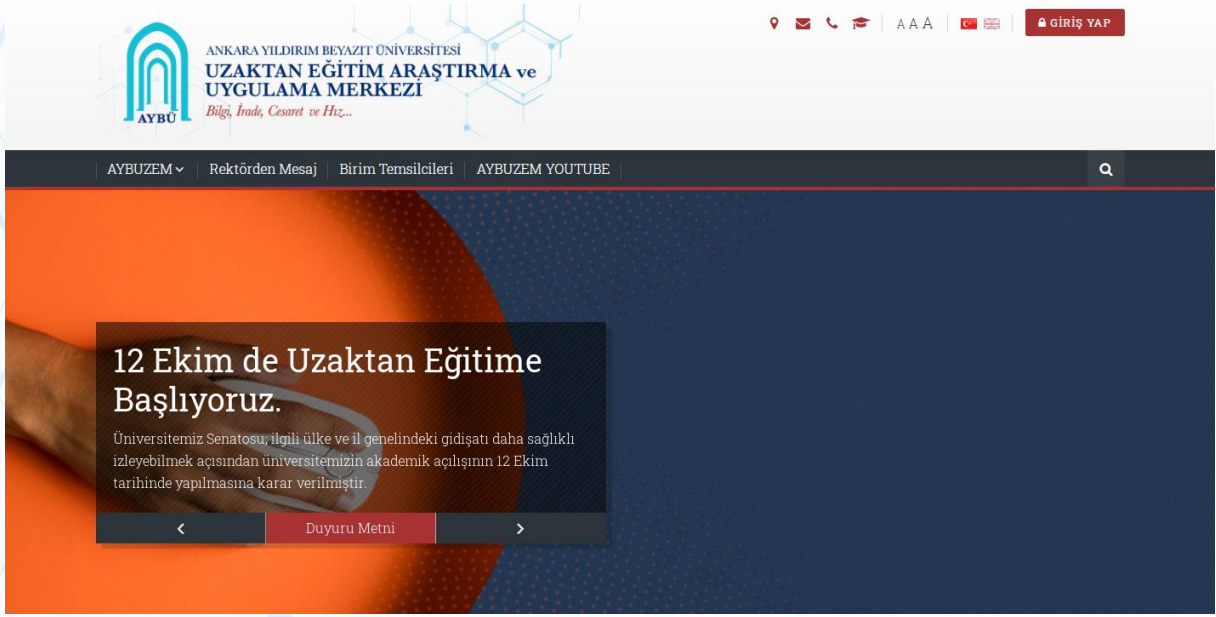 ANKARA YILDIRIM BEYAZIT ÜNİVERSİTESİ
UZAKTAN EĞİTİM ARAŞTIRMA ve
UYGULAMA MERKEZİ
Bilgi, İrade, Cesaret ve Hız...
AYBÜ
A A A
GİRİŞ YAP
AYBUZEM Rektörden Mesaj Birim Temsilcileri AYBUZEM YOUTUBE
12 Ekim de Uzaktan Eğitime
Başlıyoruz.
Üniversitemiz Senatosu; ilgili ülke ve il genelindeki gidişatı daha sağlıklı
izleyebilmek açısından üniversitemizin akademik açılışının 12 Ekim
tarihinde yapılmasına karar verilmiştir.
Duyuru Metni